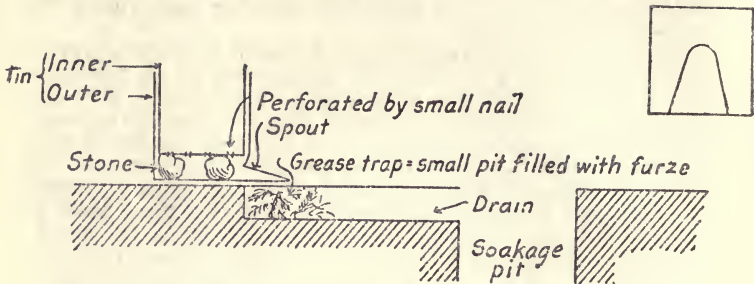 Tin { Inner
Outer
Perforated by small nail
Spout
Stone
Grease trap = small pit filled with furze
Drain
Soakage
pit